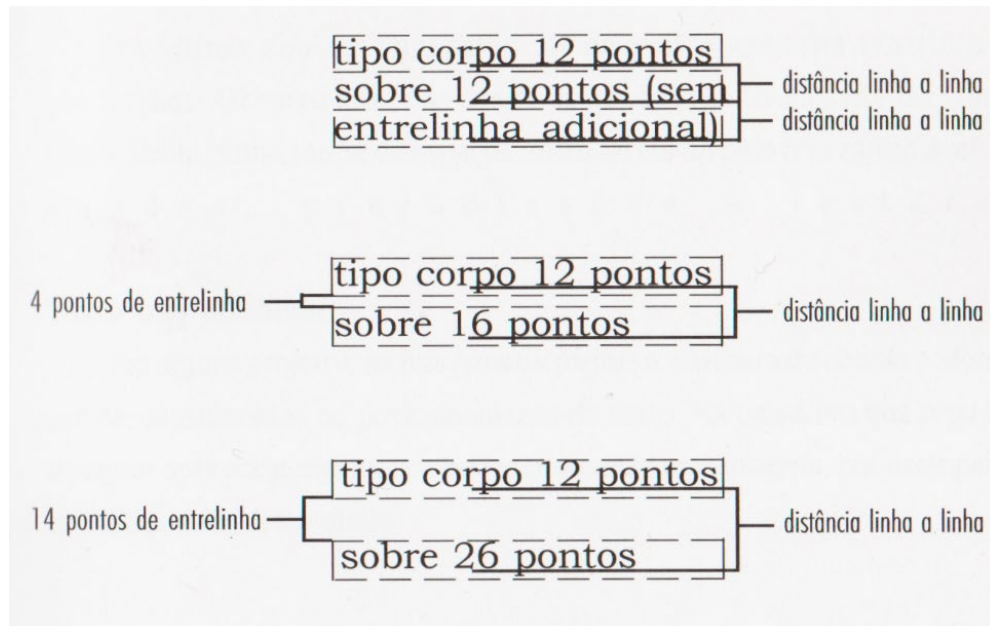 tipo corpo 12 pontos
sobre 12 pontos (sem
entrelinha adicional)
distância linha a linha
distância linha a linha
tipo corpo 12 pontos
sobre 16 pontos
4 pontos de entrelinha
distância linha a linha
tipo corpo 12 pontos
sobre 26 pontos
14 pontos de entrelinha
distância linha a linha